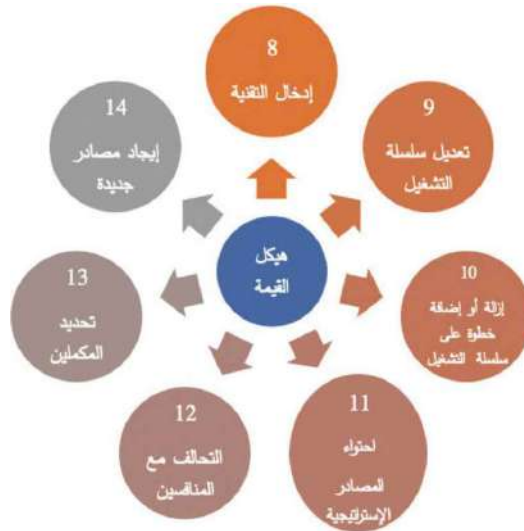 8
إدخال التقنية
9
تعديل سلسلة
التشغيل
10
إزالة أو إضافة
خطوة على
سلسلة التشغيل
11
احتواء
المصادر
الإستراتيجية
12
التحالف مع
المنافسين
13
تحديد
المكملين
14
إيجاد مصادر
جديدة
هيكل
القيمة